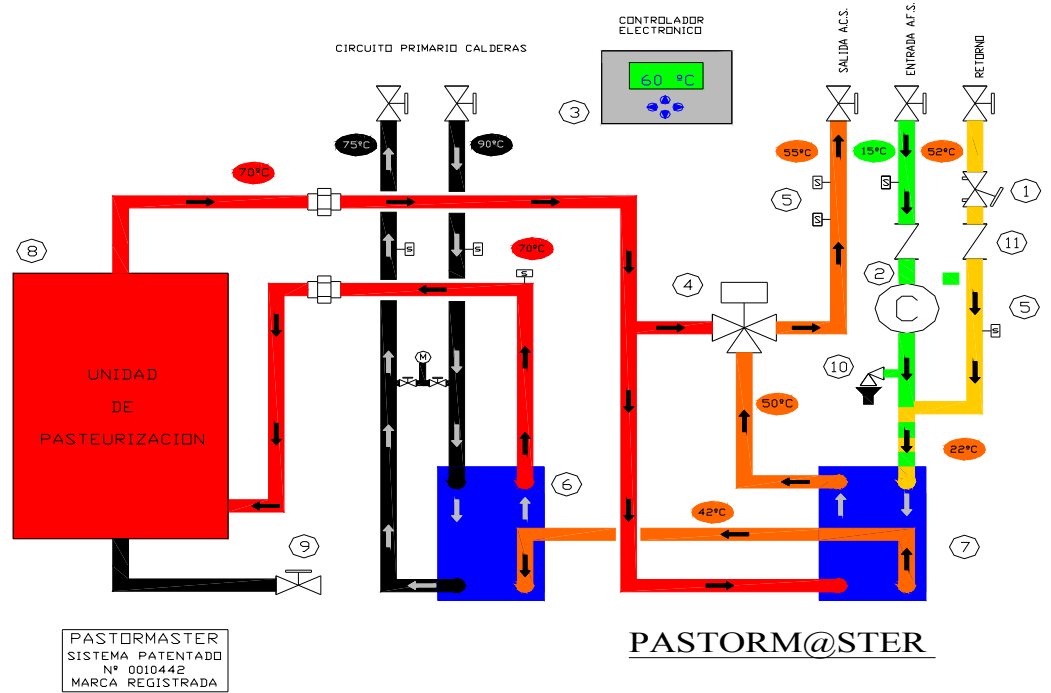 CONTROLADOR
ELECTRONICO
CIRCUITO PRIMARIO CALDERAS
SALIDA A.C.S.
ENTRADA A.F.S.
RETORNO
60 ºC
3
75ºC
90ºC
55ºC
15ºC
52ºC
70ºC
S
S
5
1
S
8
S
S
70ºC
11
2
S
4
C
5
S
M
10
UNIDAD
DE
PASTEURIZACION
50ºC
22ºC
6
42ºC
9
7
PASTORMASTER
SISTEMA PATENTADO
Nº 0010442
MARCA REGISTRADA
PASTORM@STER